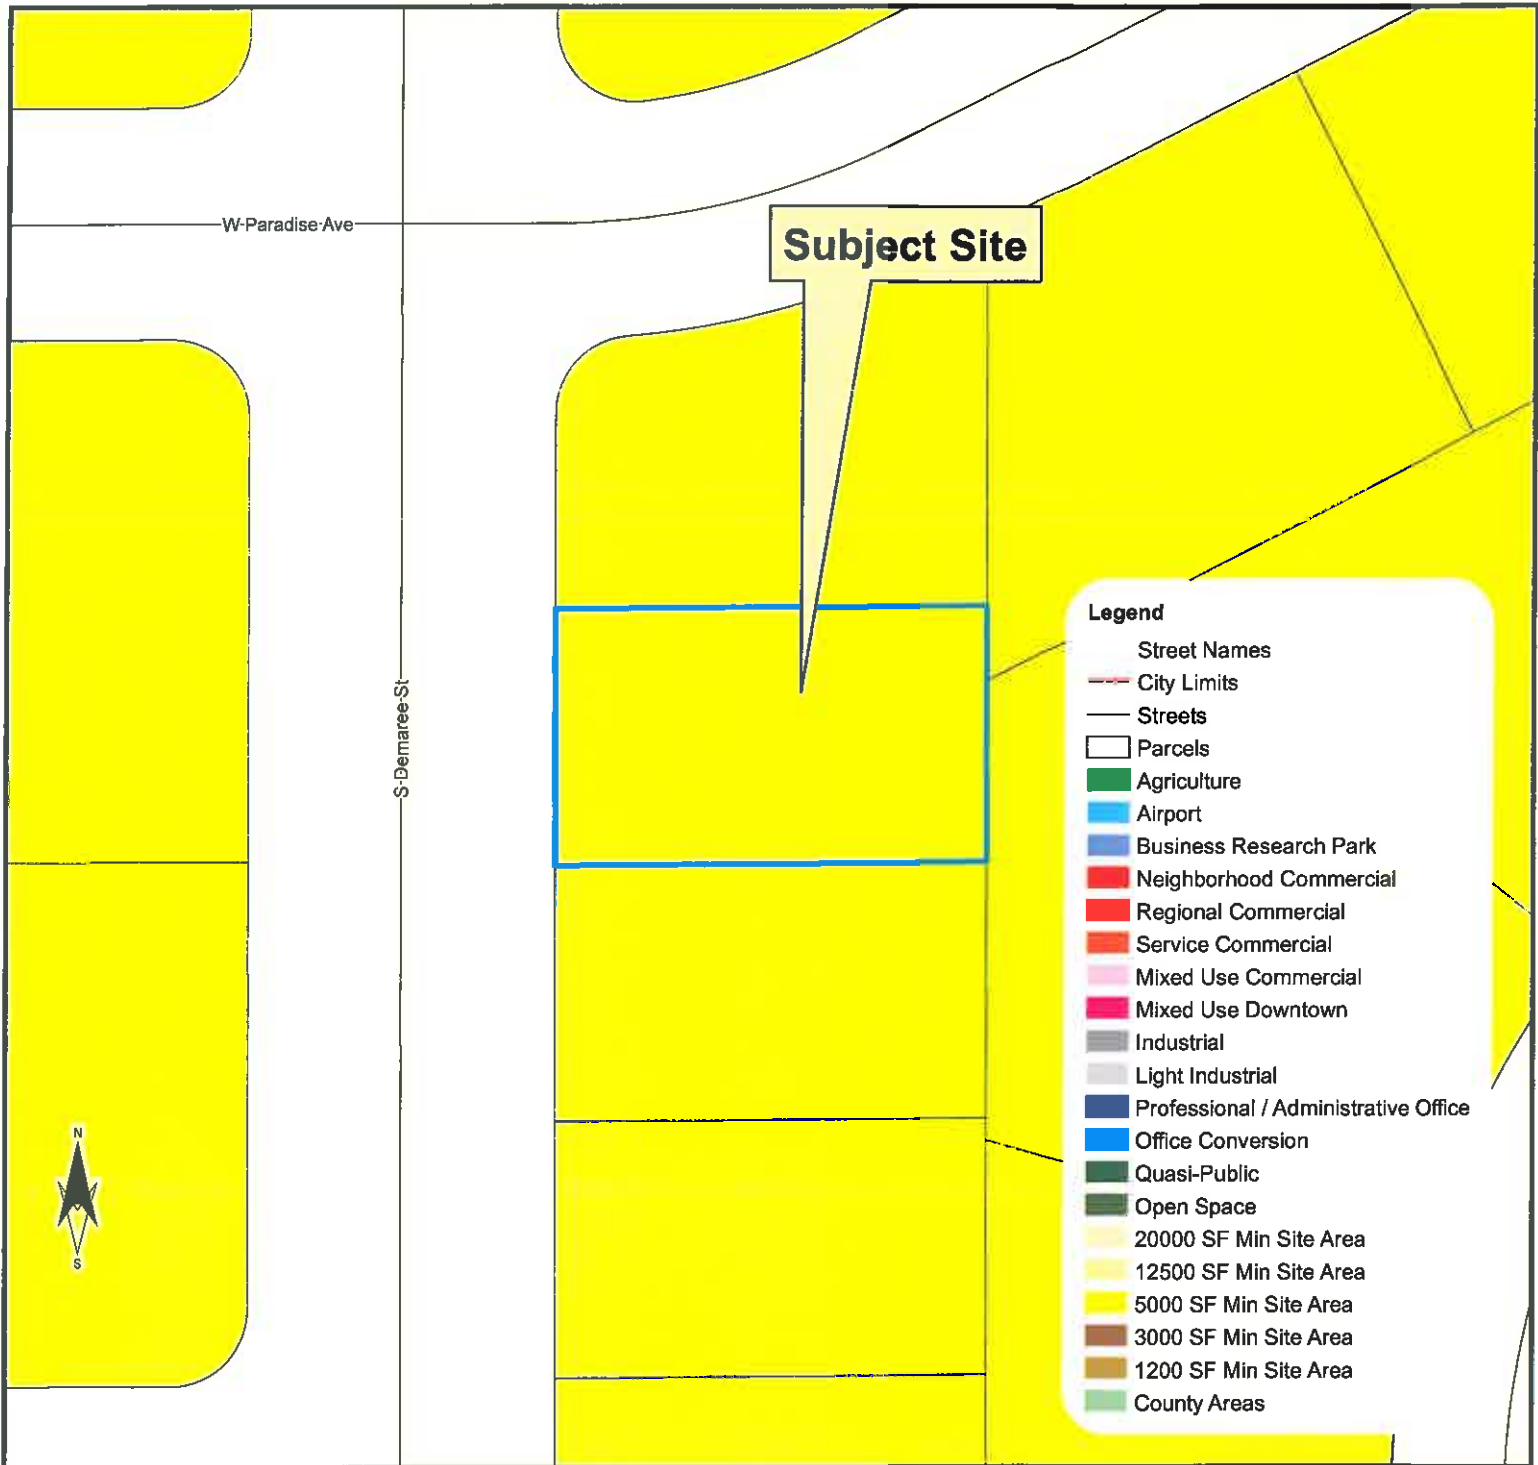 W Paradise Ave
Subject Site
S Demaree St
Legend
Street Names
City Limits
Streets
Parcels
Agriculture
Airport
Business Research Park
Neighborhood Commercial
Regional Commercial
Service Commercial
Mixed Use Commercial
Mixed Use Downtown
Industrial
Light Industrial
Professional / Administrative Office
Office Conversion
Quasi-Public
Open Space
20000 SF Min Site Area
12500 SF Min Site Area
5000 SF Min Site Area
3000 SF Min Site Area
1200 SF Min Site Area
County Areas
N
S